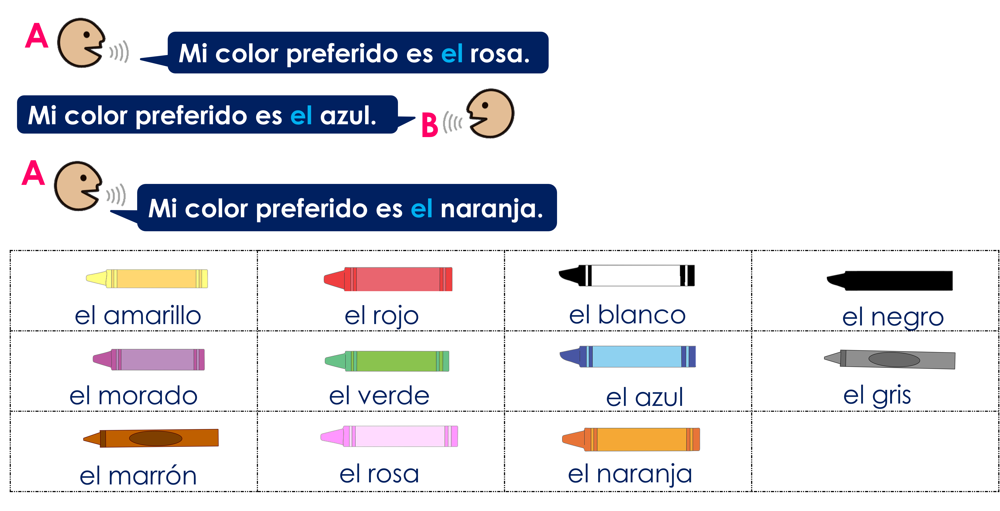 A
Mi color preferido es el rosa.
Mi color preferido es el azul.
B
A
Mi color preferido es el naranja.
el amarillo
el rojo
el blanco
el negro
el morado
el verde
el azul
el gris
el marrón
el rosa
el naranja